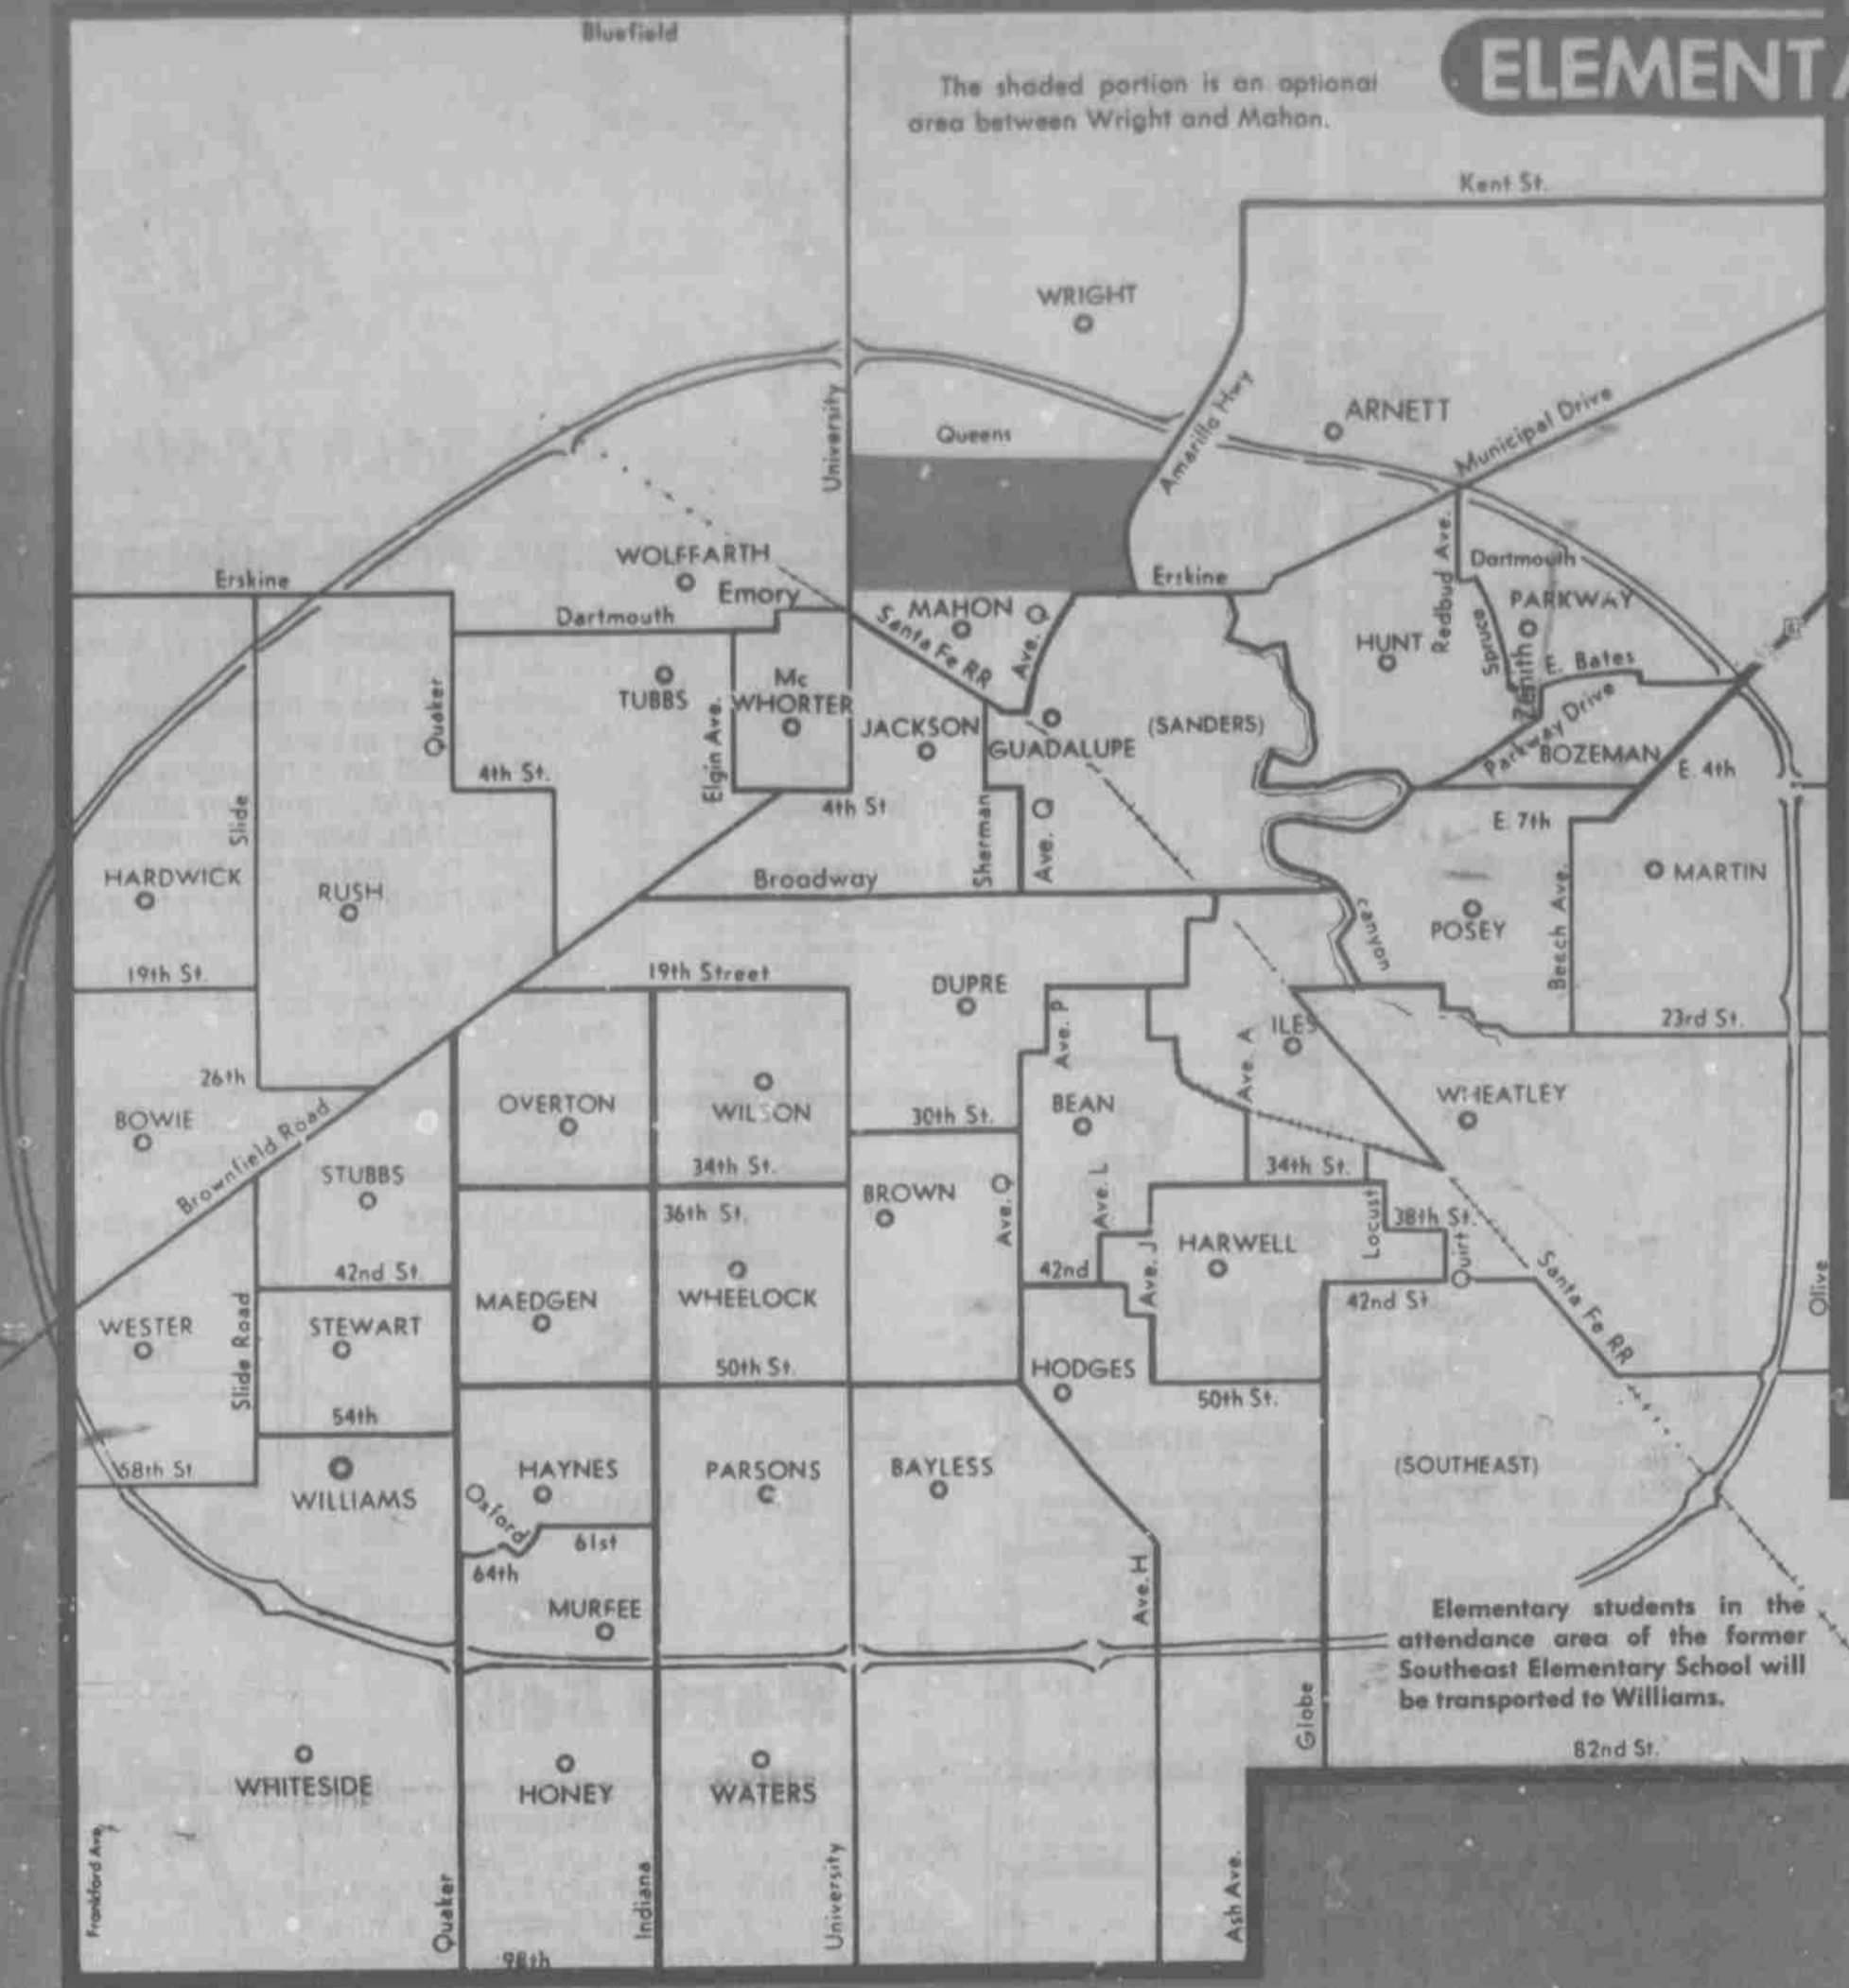 Bluefield
ELEMENTA
The shaded portion is an optional
area between Wright and Mahon.
Kent St.
WRIGHT
Amarillo Hwy
ARNETT
Municipal Drive
University
Queens
Redbud Ave.
Dartmouth
WOLFFARTH
Emory
Erskine
Erskine
Dartmouth
MAHON
Ave. Q
Santa Fe RR
PARKWAY
HUNT
Spruce
Zenith
E. Bates
Parkway Drive
Quaker
TUBBS
Mc
WHORTER
Elgin Ave.
JACKSON
GUADALUPE
(SANDERS)
BOZEMAN
E. 4th
4th St.
4th St
Slide
Sherman
Ave. Q
E. 7th
HARDWICK
RUSH
Broadway
MARTIN
Beech Ave.
POSEY
canyon
19th St.
19th Street
DUPRE
Ave. P
ILES
Ave. A
23rd St.
26th
BOWIE
Brownfield Road
OVERTON
WILSON
30th St.
BEAN
WHEATLEY
STUBBS
34th St.
34th St.
36th St.
BROWN
Ave. Q
Ave. L
Locust
38th St.
Quirt
HARWELL
42nd St.
42nd
Ave. J
42nd St.
Santa Fe RR
Olive
MAEDGEN
WHEELOCK
WESTER
Slide Road
STEWART
50th St.
HODGES
50th St.
54th
58th St
WILLIAMS
Oxford
HAYNES
PARSONS
BAYLESS
(SOUTHEAST)
61st
64th
MURFEE
Ave. H
Elementary students in the
attendance area of the former
Southeast Elementary School will
be transported to Williams.
Globe
82nd St.
WHITESIDE
HONEY
WATERS
Frankford Ave.
Quaker
Indiana
University
Ash Ave.
98th